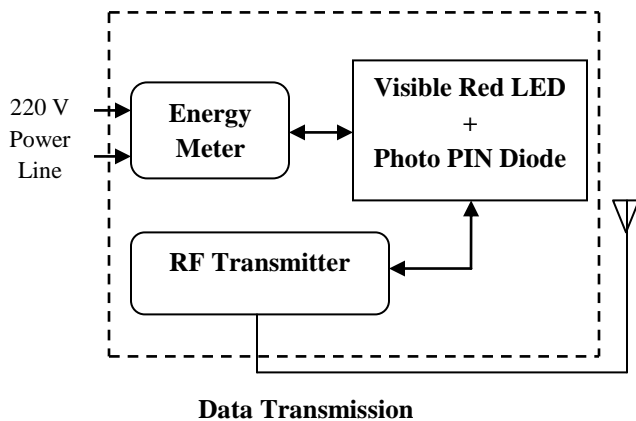 220 V
Power
Line
Energy
Meter
Visible Red LED
+
Photo PIN Diode
RF Transmitter
Data Transmission